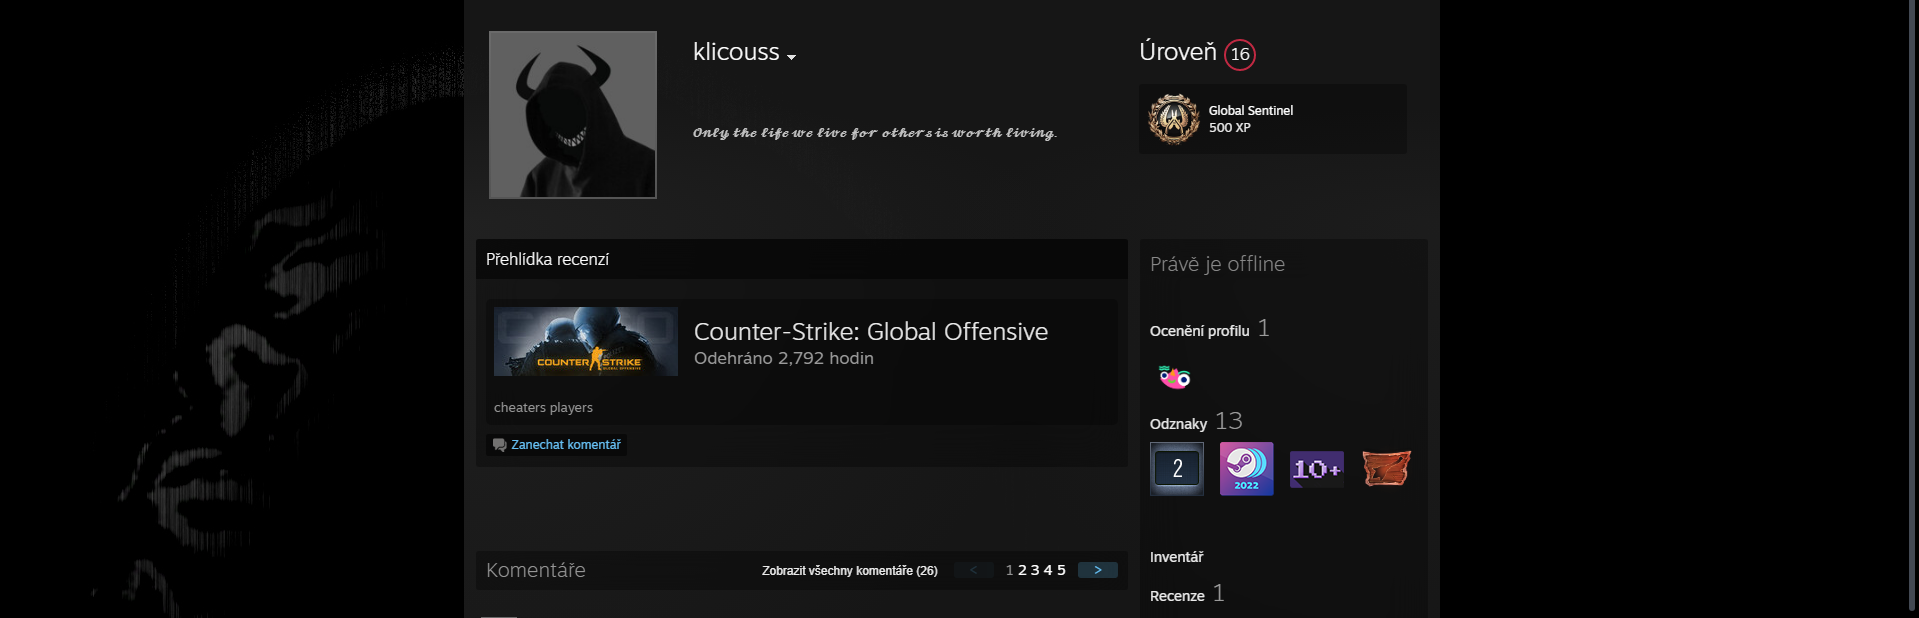 klicouss
Only the life we live for others is worth living.
Úroveň 16
Global Sentinel
500 XP
Přehlídka recenzí
COUNTER STRIKE
GLOBAL OFFENSIVE
Counter-Strike: Global Offensive
Odehráno 2,792 hodin
cheaters players
Zanechat komentář
Komentáře
Zobrazit všechny komentáře (26)
< 1 2 3 4 5 >
Právě je offline
Ocenění profilu 1
Odznaky 13
2
2022
10+
Inventář
Recenze 1